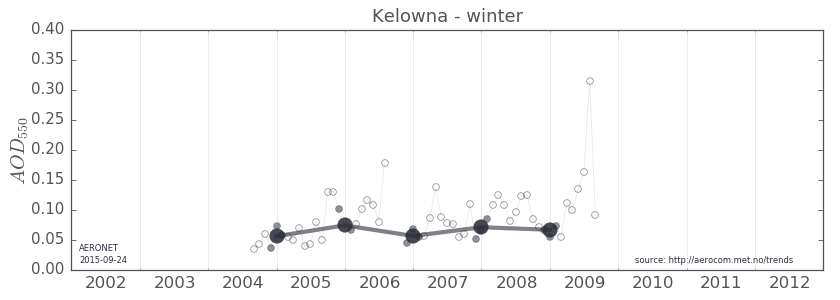 Kelowna - winter
0.40
0.35
0.30
0.25
0.20
0.15
0.10
0.05
0.00
AOD550
AERONET
2015-09-24
source: http://aerocom.met.no/trends
2002 2003 2004 2005 2006 2007 2008 2009 2010 2011 2012